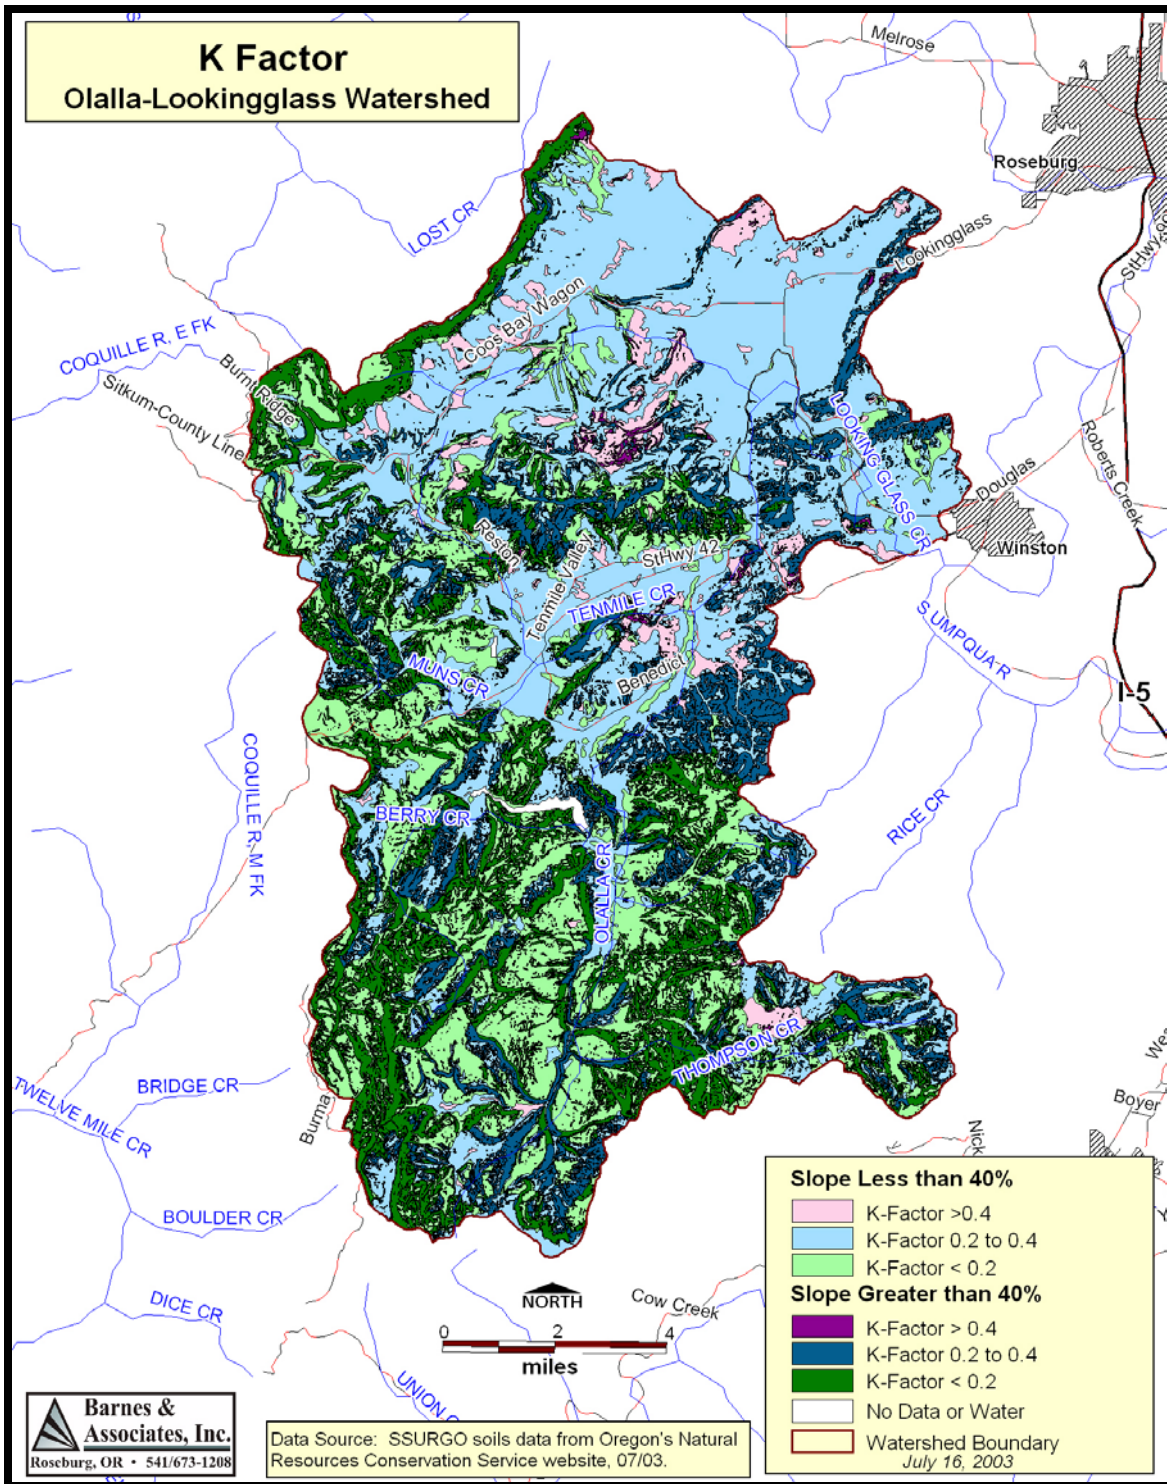 K Factor
Olalla-Lookingglass Watershed
Melrose
Roseburg
StHwy 99
Lookingglass
LOST CR
Coos Bay Wagon
COQUILLE R, E FK
Burnt Ridge
Sitkum-County Line
LOOKING GLASS CR
Roberts Creek
Douglas
Winston
Reston
Tenmile Valley
StHwy 42
TENMILE CR
S. UMPQUA R
MUNS CR
Benedict
I-5
COQUILLE R, M FK
BERRY CR
RICE CR
OLALLA CR
THOMPSON CR
TWELVE MILE CR
BRIDGE CR
Burma
Boyer
Nick
BOULDER CR
DICE CR
Cow Creek
NORTH
0 2 4
miles
Slope Less than 40%
K-Factor >0.4
K-Factor 0.2 to 0.4
K-Factor < 0.2
Slope Greater than 40%
K-Factor > 0.4
K-Factor 0.2 to 0.4
K-Factor < 0.2
No Data or Water
Watershed Boundary
July 16, 2003
Barnes &
Associates, Inc.
Roseburg, OR • 541/673-1208
Data Source: SSURGO soils data from Oregon's Natural
Resources Conservation Service website, 07/03.
UNION